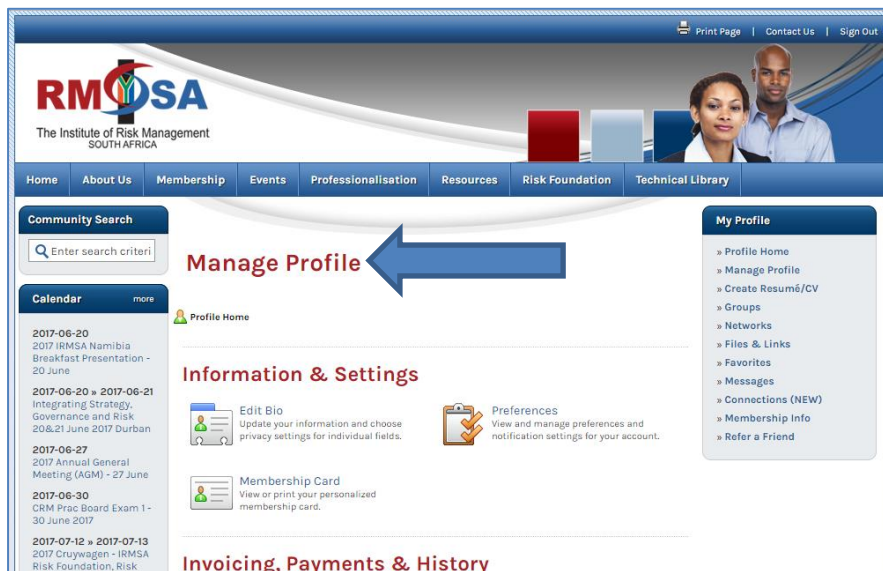 Print Page | Contact Us | Sign Out
RMSA
The Institute of Risk Management
SOUTH AFRICA
Home About Us Membership Events Professionalisation Resources Risk Foundation Technical Library
Community Search
Enter search criteri
Calendar more
2017-06-20
2017 IRMSA Namibia
Breakfast Presentation -
20 June
2017-06-20 » 2017-06-21
Integrating Strategy,
Governance and Risk
20&21 June 2017 Durban
2017-06-27
2017 Annual General
Meeting (AGM) - 27 June
2017-06-30
CRM Prac Board Exam 1 -
30 June 2017
2017-07-12 » 2017-07-13
2017 Cruywagen - IRMSA
Risk Foundation, Risk
Manage Profile
Profile Home
Information & Settings
Edit Bio
Update your information and choose
privacy settings for individual fields.
Preferences
View and manage preferences and
notification settings for your account.
Membership Card
View or print your personalized
membership card.
Invoicing, Payments & History
My Profile
» Profile Home
» Manage Profile
» Create Resumé/CV
» Groups
» Networks
» Files & Links
» Favorites
» Messages
» Connections (NEW)
» Membership Info
» Refer a Friend